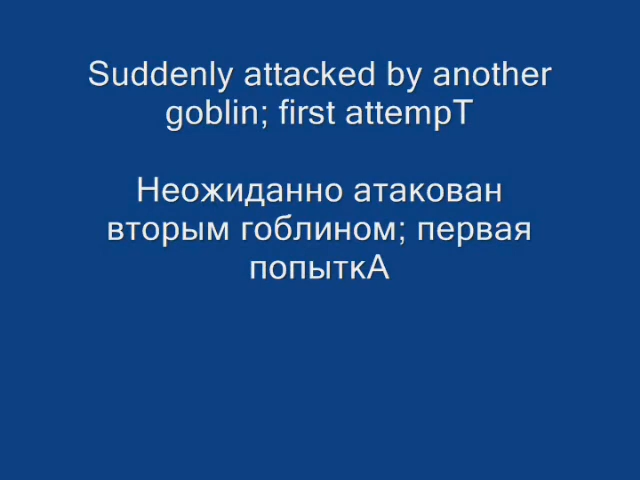 Suddenly attacked by another
goblin; first attempT
Неожиданно атакован
вторым гоблином; первая
попыткА